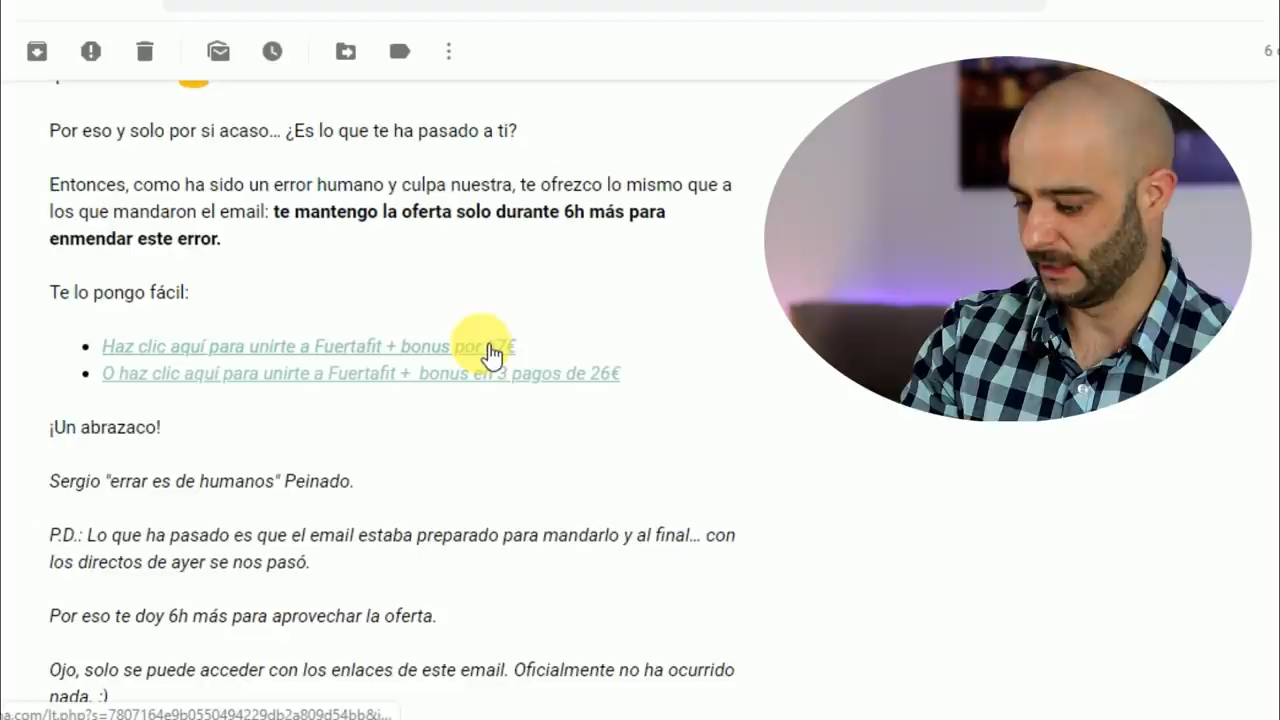 6
Por eso y solo por si acaso... ¿Es lo que te ha pasado a ti?
Entonces, como ha sido un error humano y culpa nuestra, te ofrezco lo mismo que a
los que mandaron el email: te mantengo la oferta solo durante 6h más para
enmendar este error.
Te lo pongo fácil:
Haz clic aquí para unirte a Fuertafit + bonus por
O haz clic aquí para unirte a Fuertafit + bonus en 3 pagos de 26€
¡Un abrazaco!
Sergio "errar es de humanos" Peinado.
P.D.: Lo que ha pasado es que el email estaba preparado para mandarlo y al final... con
los directos de ayer se nos pasó.
Por eso te doy 6h más para aprovechar la oferta.
Ojo, solo se puede acceder con los enlaces de este email. Oficialmente no ha ocurrido
nada. :)
na.com/lt.php?s=7807164e9b0550494229db2a809d54bb&i...